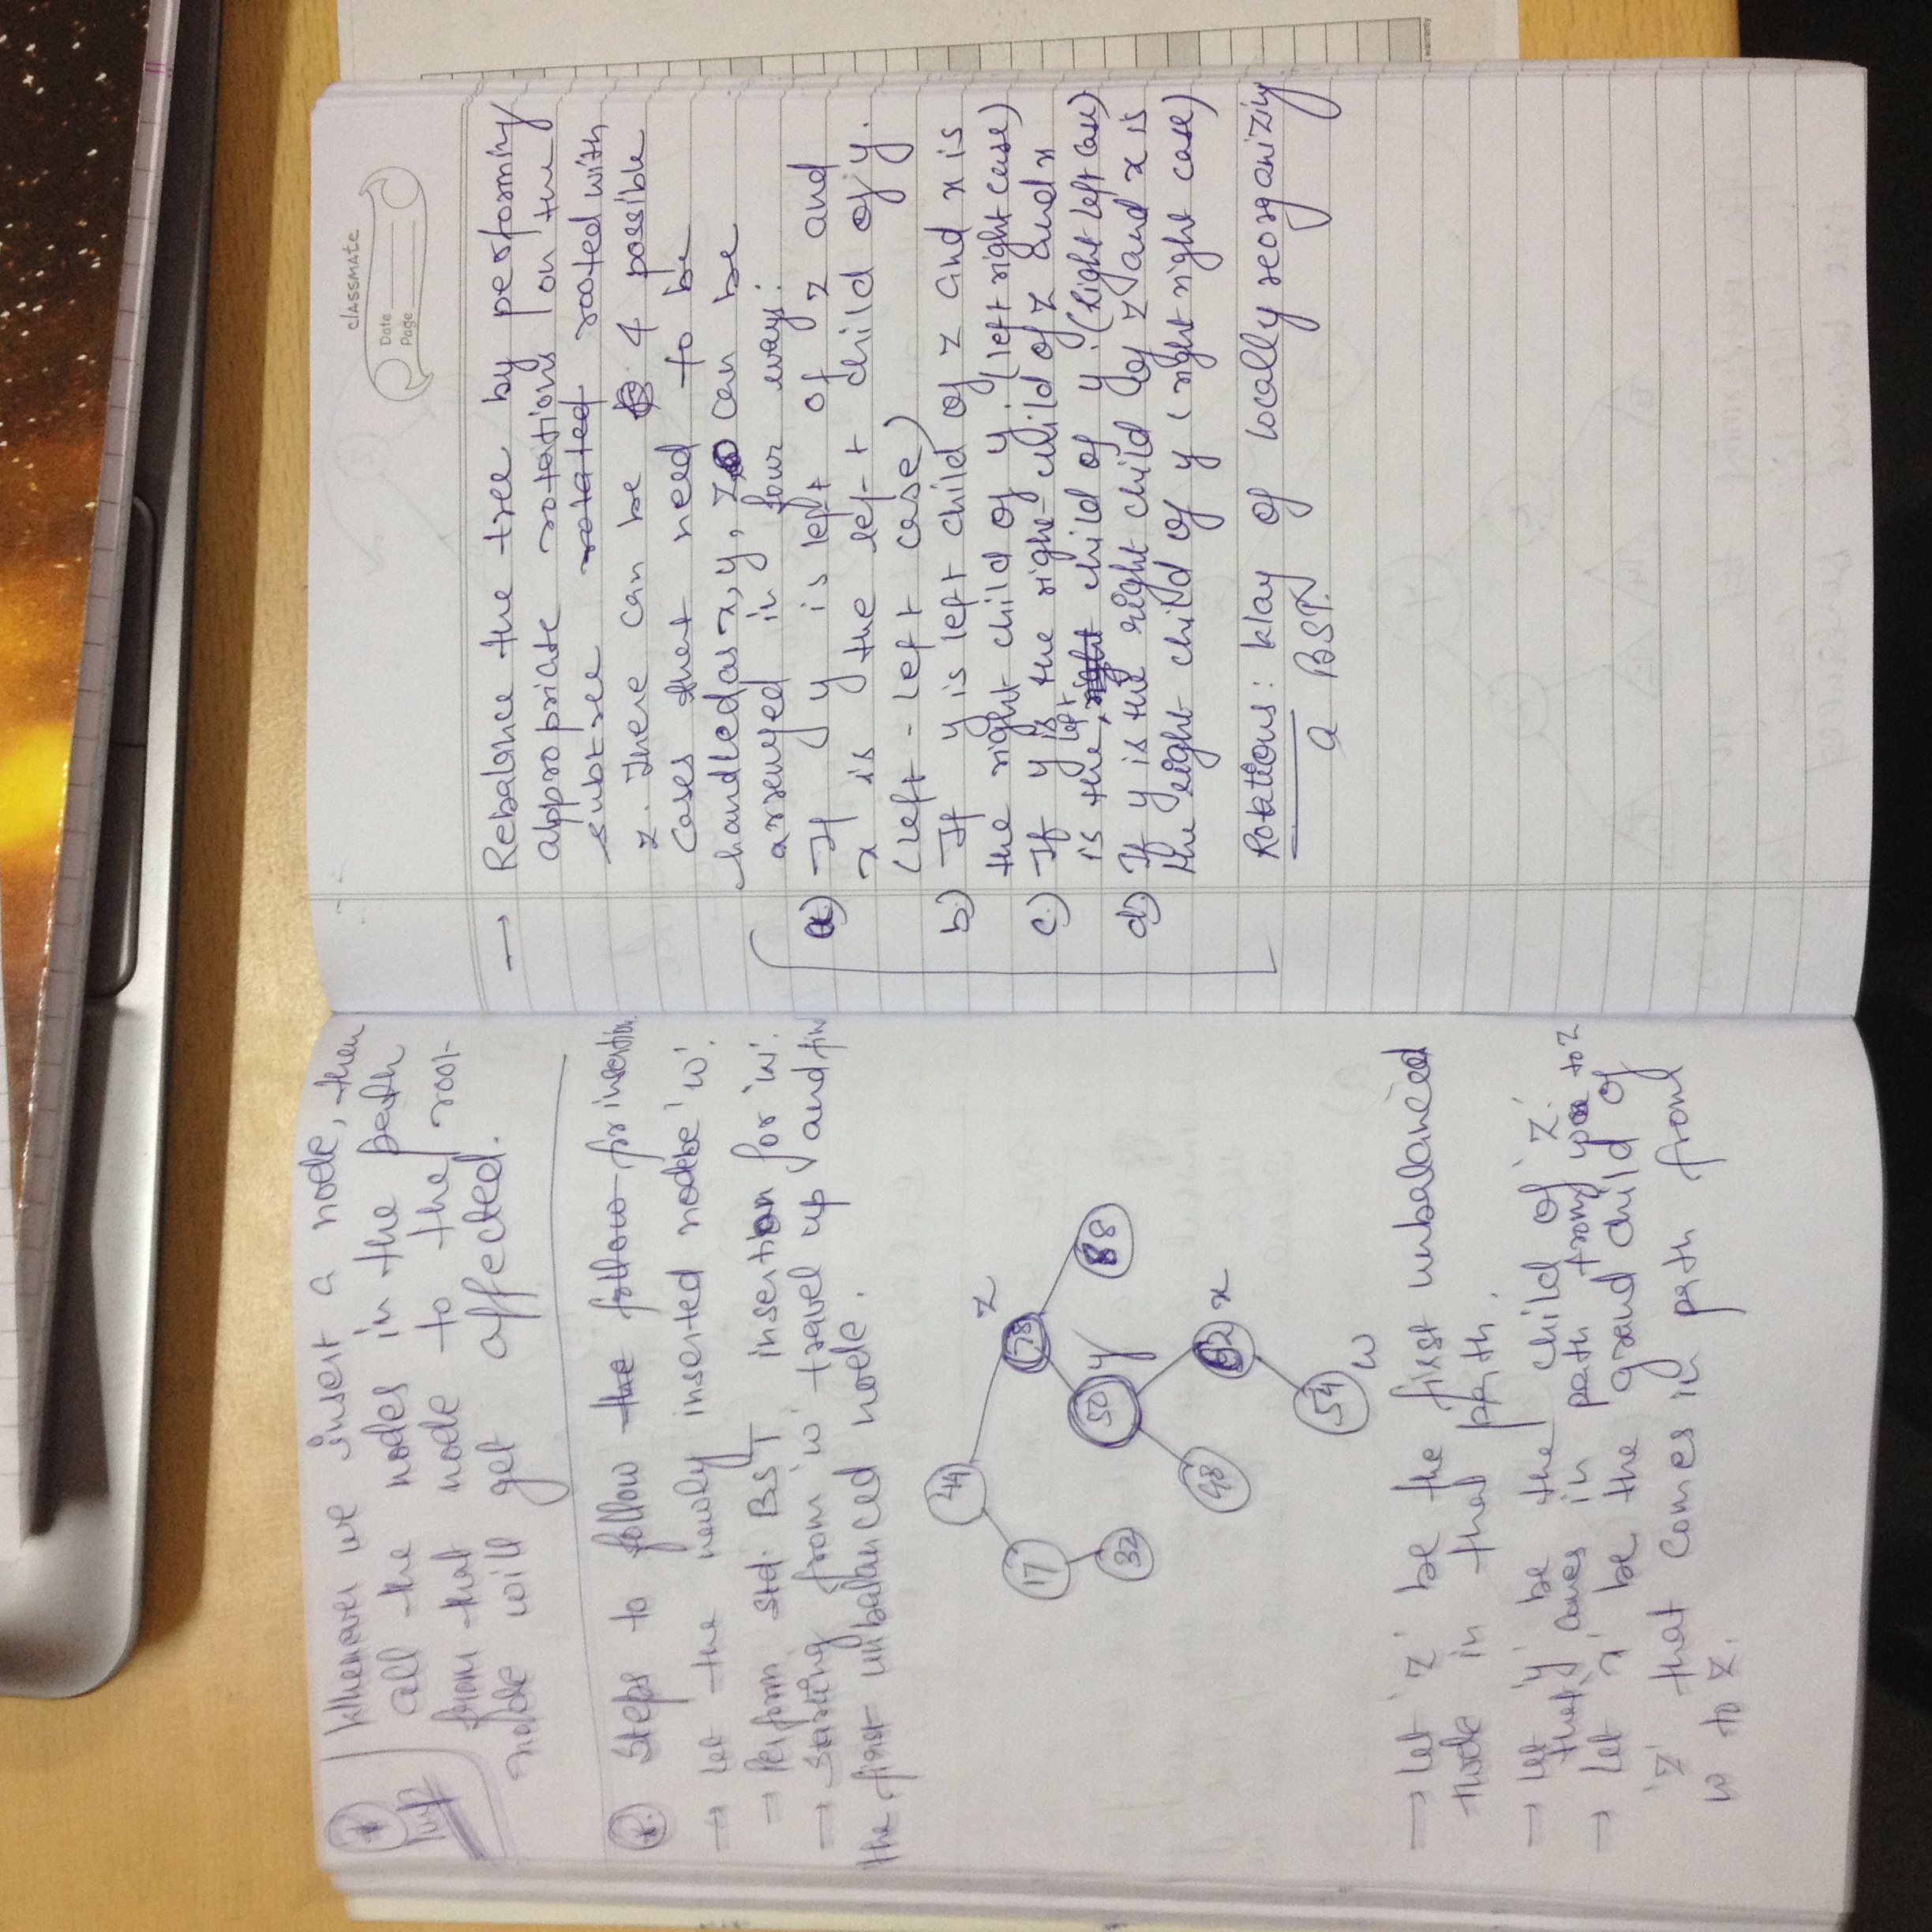 Whenever we insert a node, then
Imp
all the nodes in the path
from that node to the root
node will get affected.
Steps to follow the follow for insertion
→ let the newly inserted node be 'w'.
→ Perform std. BST insertion for 'w'.
→ Starting from 'w' travel up and fin
the first unbalanced node.
44
17
78
z
32
50
y
88
48
62
x
54
w
→ let 'z' be the first unbalanced
node in that path.
→ let 'y' be the child of 'z'
that comes in path from w to z
→ let 'x' be the grand child of
'z' that comes in path from
w to z.
classmate
Date
Page
→ Rebalance the tree by performing
appropriate rotations on the
subtree rotated rooted with
z. There can be 4 possible
cases that need to be
handled as x, y, z can be
arranged in four ways:
a) If y is left of z and
x is the left child of y.
(left-left case)
b.) If y is left child of z and x is
the right child of y (left right case)
c.) If y is the right child of z and x
is the left right child of y. (right left case)
d) If y is the right child of z and x is
the right child of y (right right case)
Rotations: Way of locally reorganizing
a BST.